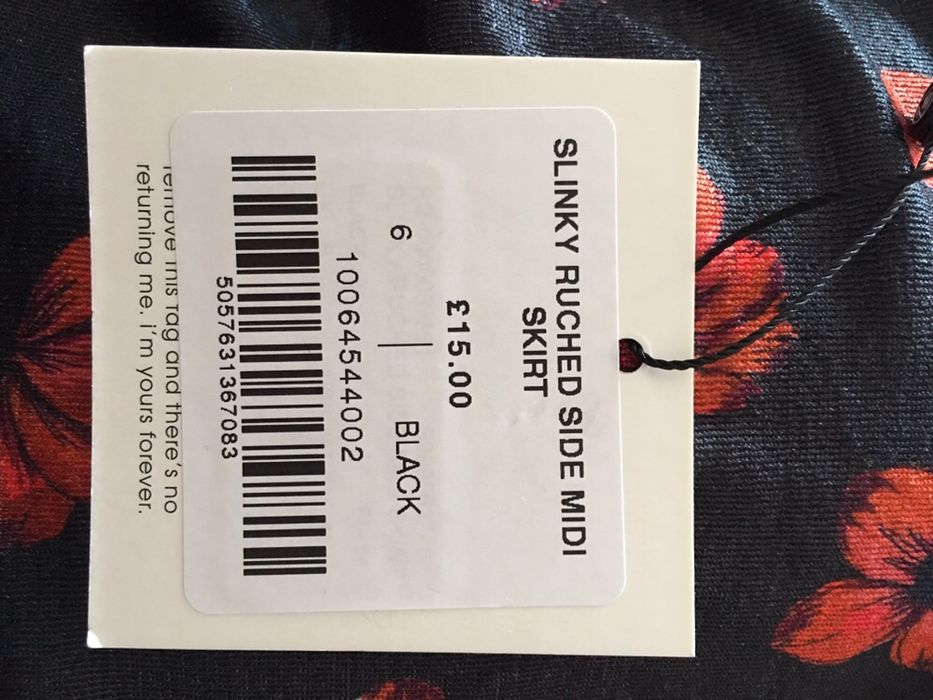 SLINKY RUCHED SIDE MIDI
SKIRT
£15.00
6 | BLACK
10064544002
5057631367083
remove this tag and there's no
returning me. i'm yours forever.